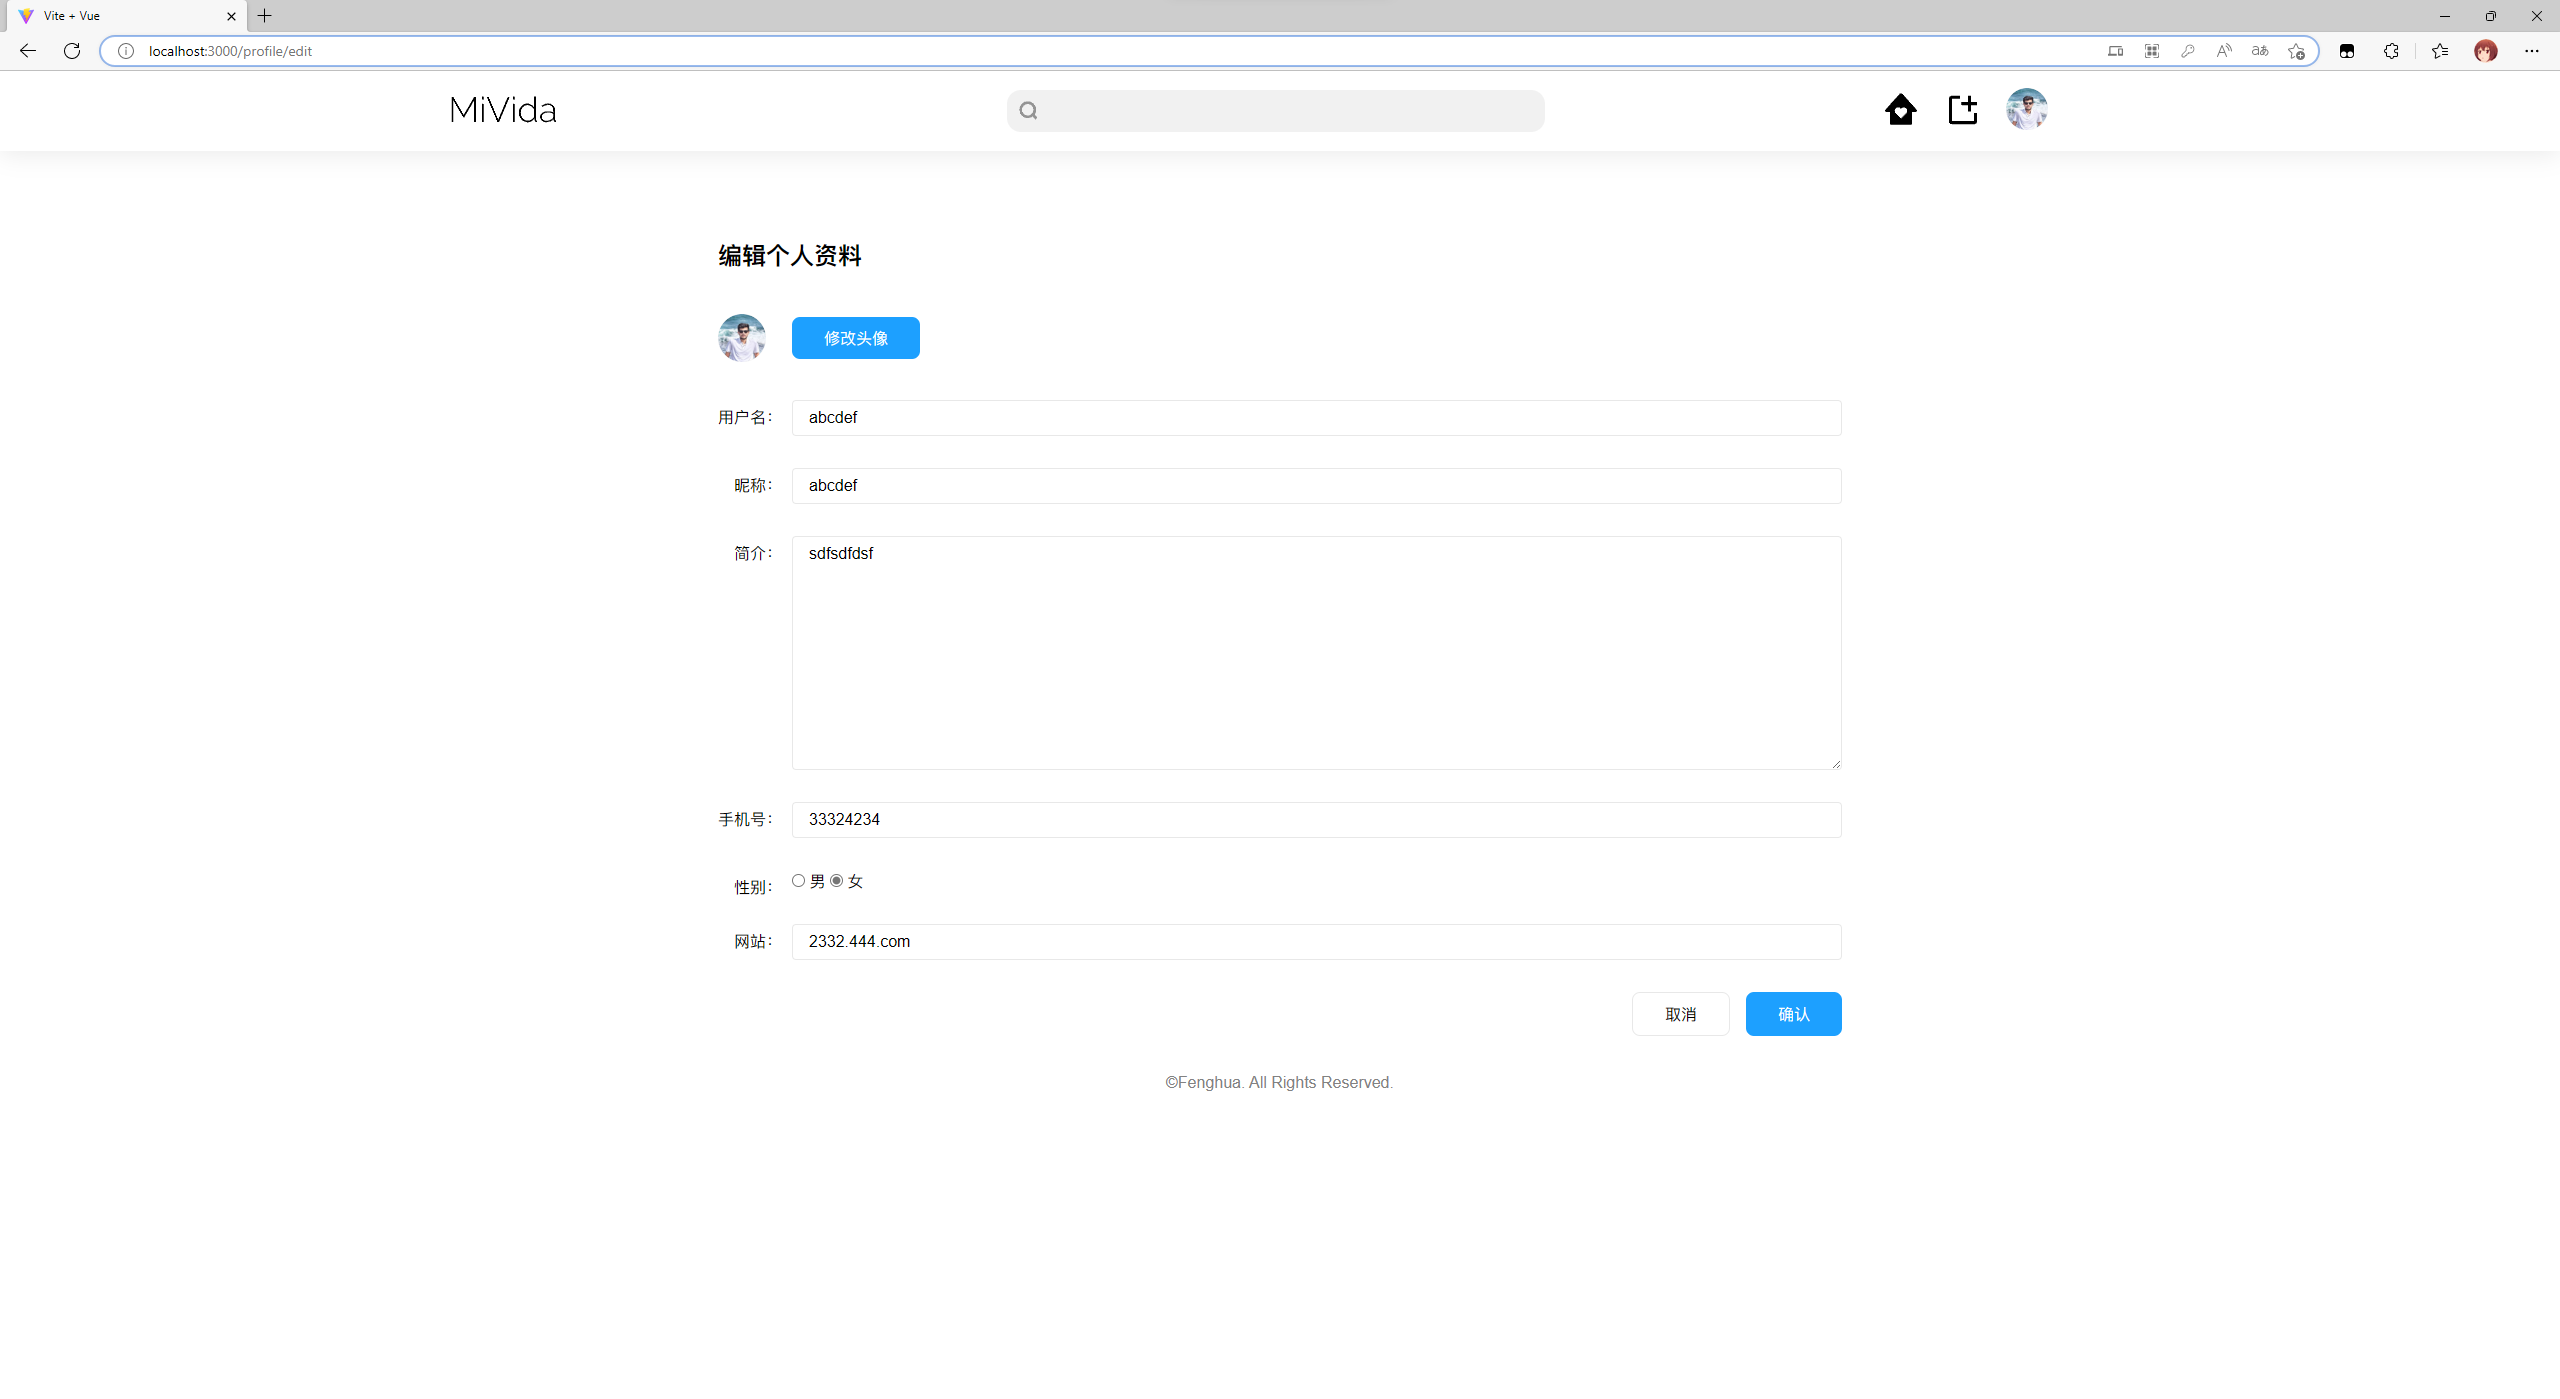 Vite + Vue
localhost:3000/profile/edit
MiVida
编辑个人资料
修改头像
用户名： abcdef
昵称： abcdef
简介： sdfsdfdsf
手机号： 33324234
性别： 男 女
网站： 2332.444.com
取消 确认
©Fenghua. All Rights Reserved.